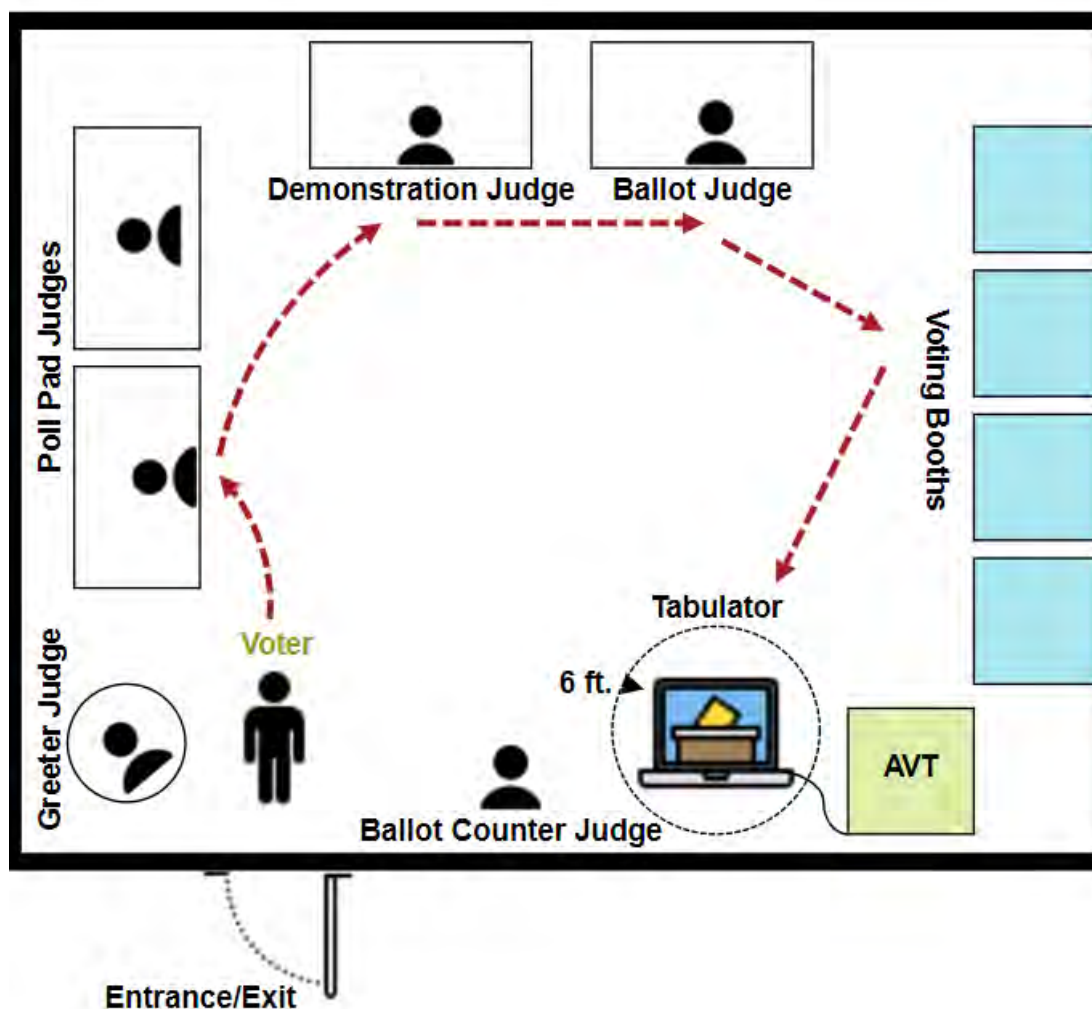 Demonstration Judge
Ballot Judge
Poll Pad Judges
Voting Booths
Tabulator
Voter
6 ft.
Greeter Judge
AVT
Ballot Counter Judge
Entrance/Exit